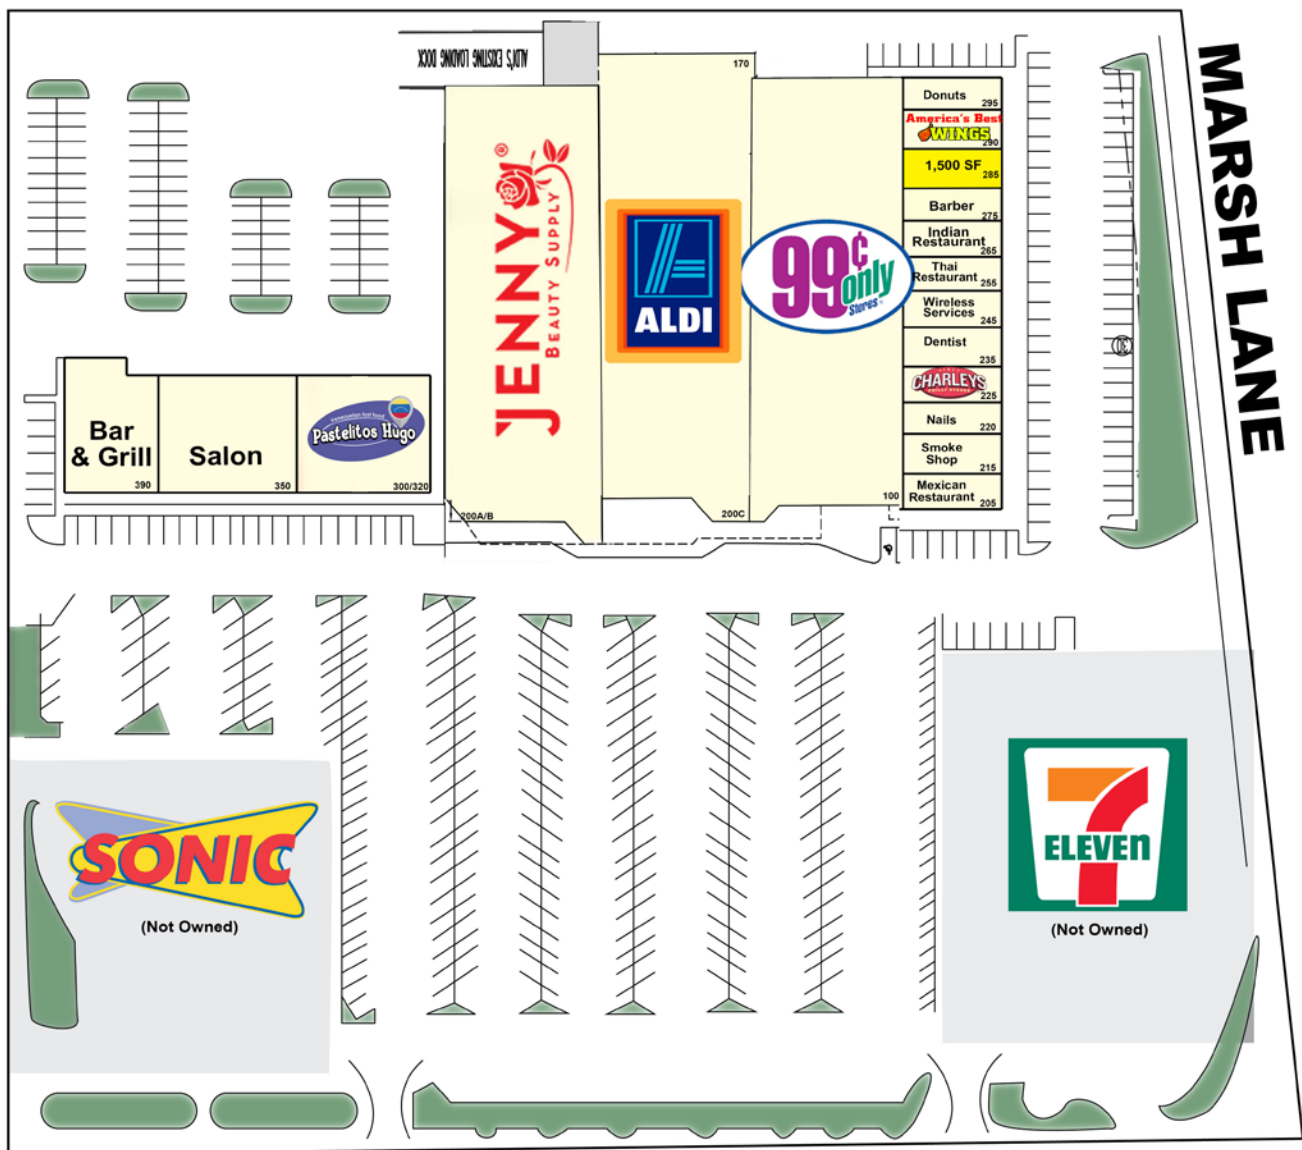 ALDI'S EXISTING LOADING DOCK
170
MARSH LANE
Donuts
295
America's Best
WINGS
290
1,500 SF
285
Barber
275
Indian
Restaurant
265
Thai
Restaurant 255
Wireless
Services
245
Dentist
235
CHARLEYS
225
Nails
220
Smoke
Shop
215
Mexican
Restaurant 205
JENNY®
BEAUTY SUPPLY
ALDI
99¢
only
Stores
Bar
& Grill
390
Salon
350
Venezuelan fast food
Pastelitos Hugo
300/320
200A/B
200C
100
SONIC
(Not Owned)
7
ELEVEn
(Not Owned)